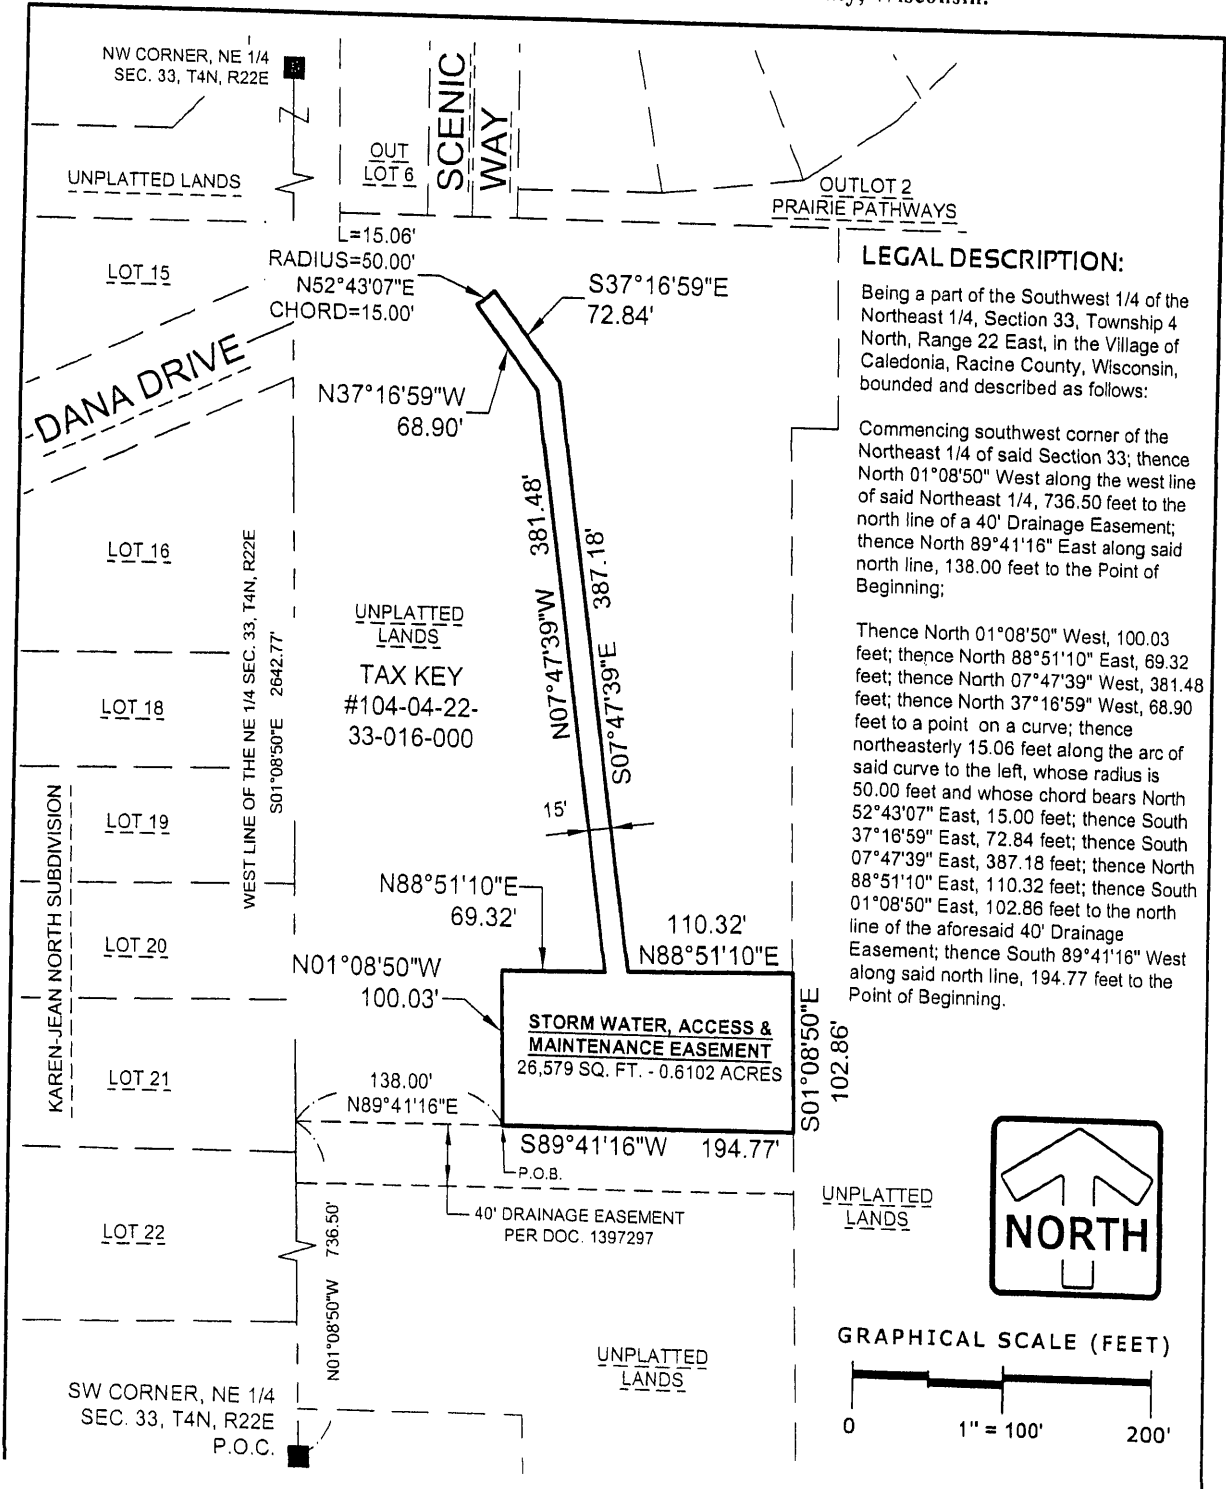 Wisconsin.
NW CORNER, NE 1/4
SEC. 33, T4N, R22E
SCENIC
WAY
OUT
LOT 6
UNPLATTED LANDS
OUTLOT 2
PRAIRIE PATHWAYS
L=15.06'
RADIUS=50.00'
N52°43'07"E
CHORD=15.00'
LOT 15
S37°16'59"E
72.84'
DANA DRIVE
N37°16'59"W
68.90'
LEGAL DESCRIPTION:
Being a part of the Southwest 1/4 of the
Northeast 1/4, Section 33, Township 4
North, Range 22 East, in the Village of
Caledonia, Racine County, Wisconsin,
bounded and described as follows:
Commencing southwest corner of the
Northeast 1/4 of said Section 33; thence
North 01°08'50" West along the west line
of said Northeast 1/4, 736.50 feet to the
north line of a 40' Drainage Easement;
thence North 89°41'16" East along said
north line, 138.00 feet to the Point of
Beginning;
Thence North 01°08'50" West, 100.03
feet; thence North 88°51'10" East, 69.32
feet; thence North 07°47'39" West, 381.48
feet; thence North 37°16'59" West, 68.90
feet to a point on a curve; thence
northeasterly 15.06 feet along the arc of
said curve to the left, whose radius is
50.00 feet and whose chord bears North
52°43'07" East, 15.00 feet; thence South
37°16'59" East, 72.84 feet; thence South
07°47'39" East, 387.18 feet; thence North
88°51'10" East, 110.32 feet; thence South
01°08'50" East, 102.86 feet to the north
line of the aforesaid 40' Drainage
Easement; thence South 89°41'16" West
along said north line, 194.77 feet to the
Point of Beginning.
LOT 16
WEST LINE OF THE NE 1/4 SEC. 33, T4N, R22E
S01°08'50"E 2642.77'
N07°47'39"W 381.48'
S07°47'39"E 387.18'
UNPLATTED
LANDS
TAX KEY
#104-04-22-
33-016-000
LOT 18
LOT 19
15'
KAREN-JEAN NORTH SUBDIVISION
N88°51'10"E
69.32'
110.32'
N88°51'10"E
LOT 20
N01°08'50"W
100.03'
STORM WATER, ACCESS &
MAINTENANCE EASEMENT
26,579 SQ. FT. - 0.6102 ACRES
S01°08'50"E
102.86'
LOT 21
138.00'
N89°41'16"E
S89°41'16"W 194.77'
P.O.B.
40' DRAINAGE EASEMENT
PER DOC. 1397297
LOT 22
N01°08'50"W 736.50'
UNPLATTED
LANDS
NORTH
UNPLATTED
LANDS
GRAPHICAL SCALE (FEET)
0 1" = 100' 200'
SW CORNER, NE 1/4
SEC. 33, T4N, R22E
P.O.C.